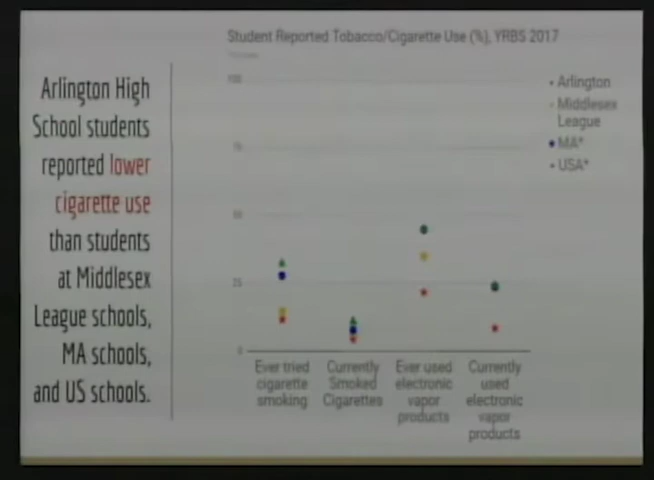 Student Reported Tobacco/Cigarette Use (%), YRBS 2017
Arlington High
School students
reported lower
cigarette use
than students
at Middlesex
League schools,
MA schools,
and US schools.
100
75
50
25
0
Arlington
Middlesex
League
MA*
USA*
Ever tried
cigarette
smoking
Currently
Smoked
Cigarettes
Ever used
electronic
vapor
products
Currently
used
electronic
vapor
products